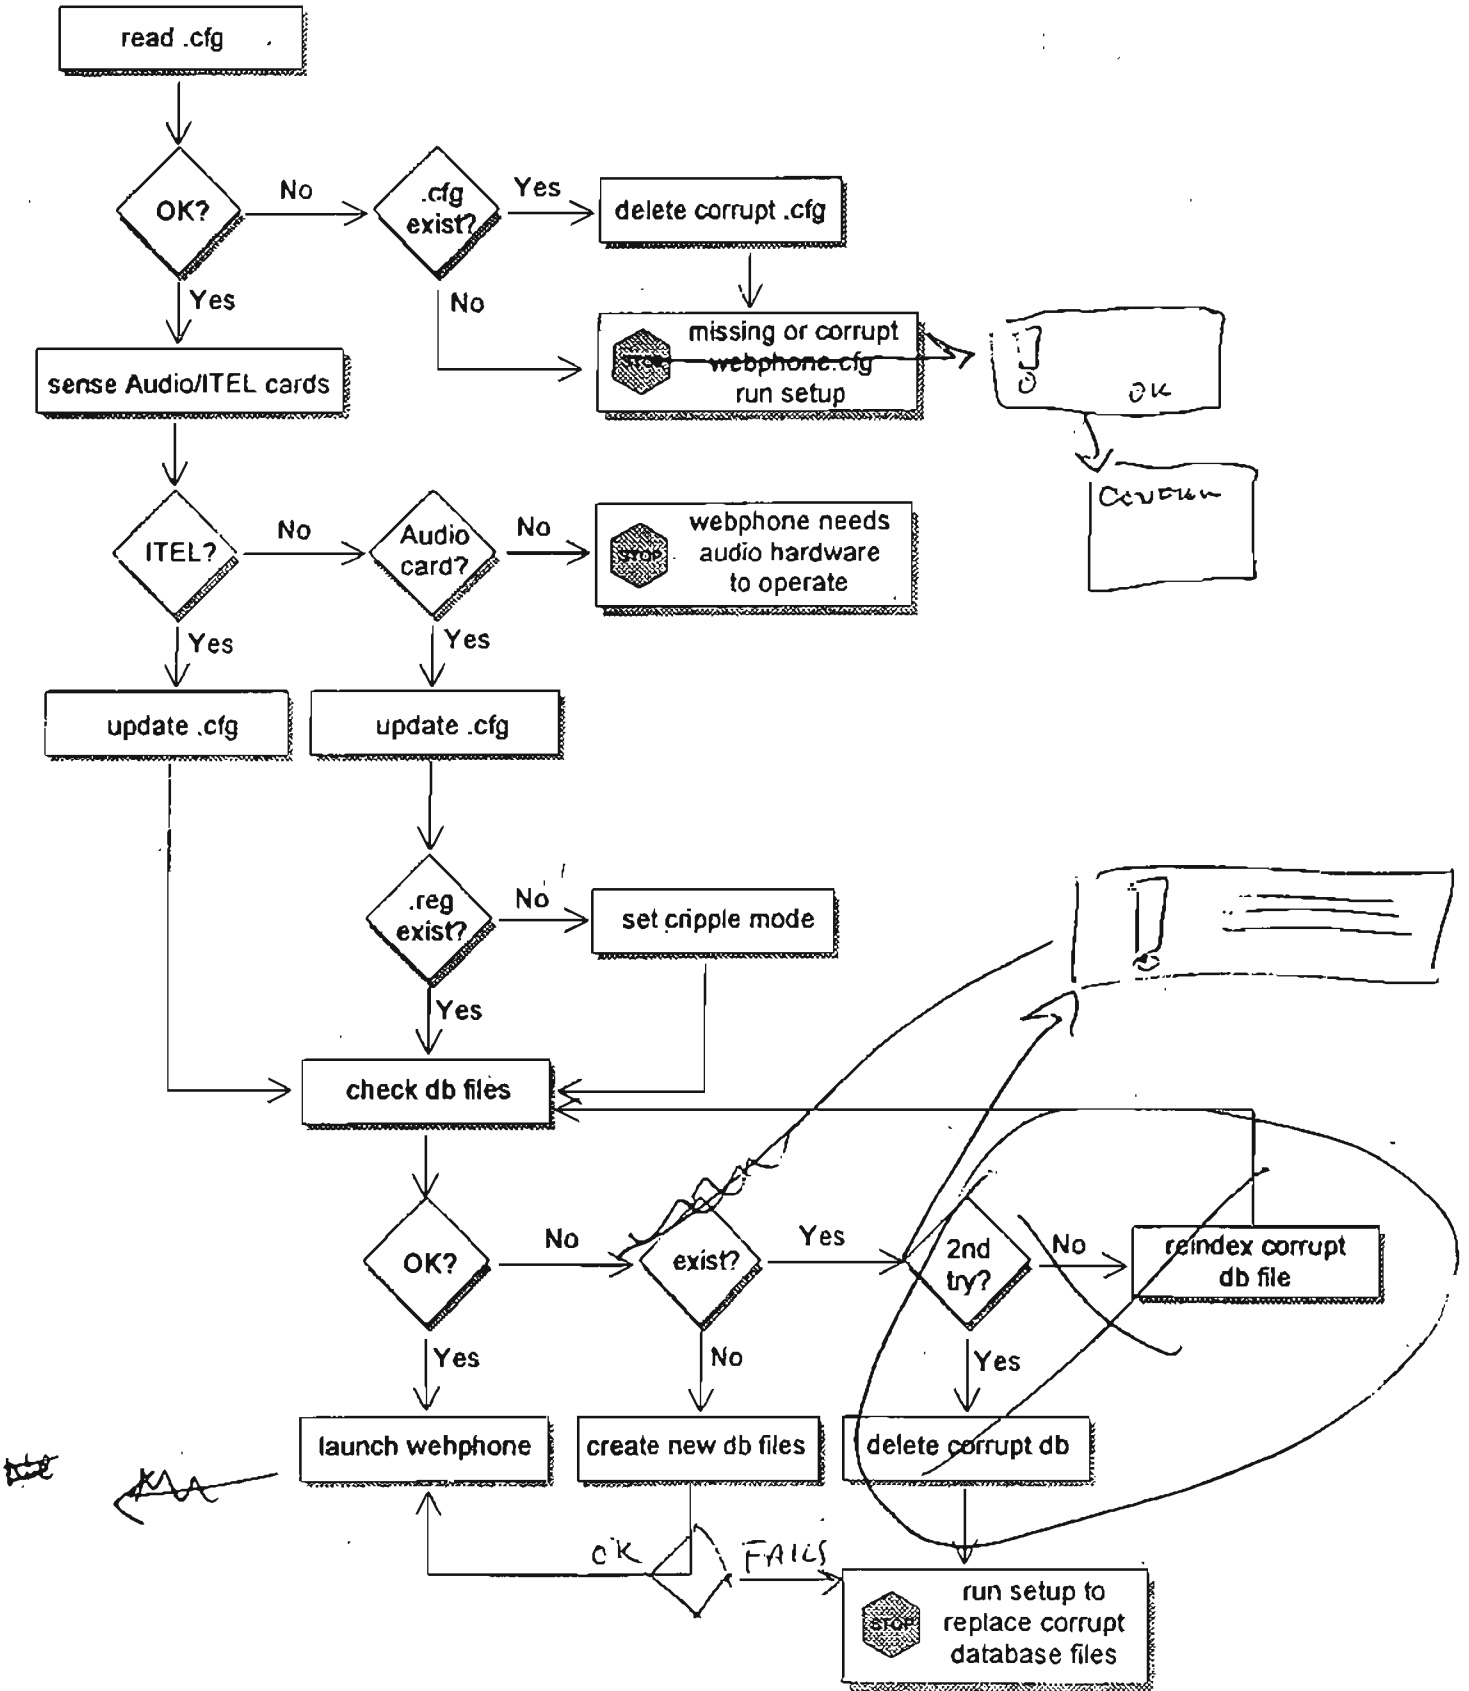 read .cfg
OK?
No
.cfg
exist?
Yes
delete corrupt .cfg
Yes
No
STOP
missing or corrupt
webphone.cfg
run setup
OK
sense Audio/ITEL cards
ITEL?
No
Audio
card?
No
STOP
webphone needs
audio hardware
to operate
Yes
Yes
update .cfg
update .cfg
.reg
exist?
No
set cripple mode
Yes
check db files
OK?
No
exist?
Yes
2nd
try?
No
reindex corrupt
db file
Yes
No
Yes
launch webphone
create new db files
delete corrupt db
OK
FAILS
STOP
run setup to
replace corrupt
database files